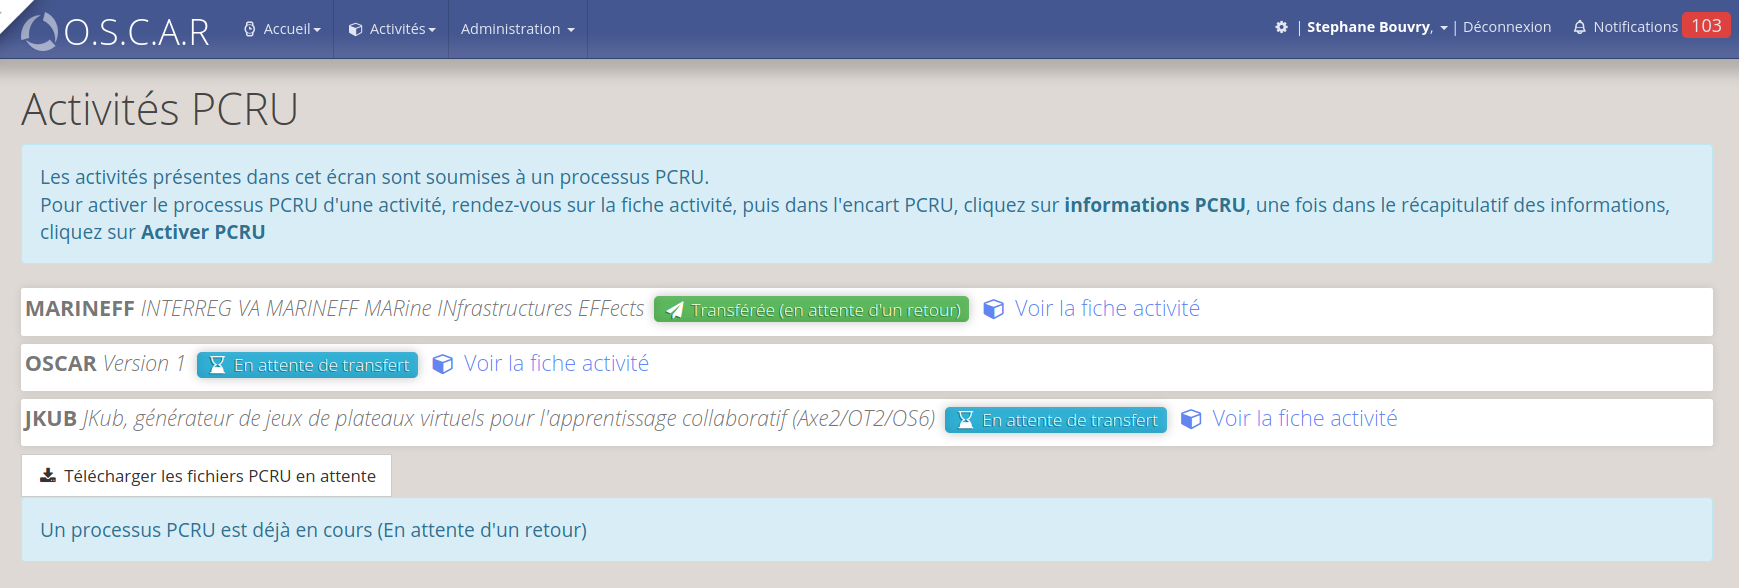 O.S.C.A.R Accueil Activités Administration | Stephane Bouvry, | Déconnexion Notifications 103
Activités PCRU
Les activités présentes dans cet écran sont soumises à un processus PCRU.
Pour activer le processus PCRU d'une activité, rendez-vous sur la fiche activité, puis dans l'encart PCRU, cliquez sur informations PCRU, une fois dans le récapitulatif des informations,
cliquez sur Activer PCRU
MARINEFF INTERREG VA MARINEFF MARine INfrastructures EFFects Transférée (en attente d'un retour) Voir la fiche activité
OSCAR Version 1 En attente de transfert Voir la fiche activité
JKUB JKub, générateur de jeux de plateaux virtuels pour l'apprentissage collaboratif (Axe2/OT2/OS6) En attente de transfert Voir la fiche activité
Télécharger les fichiers PCRU en attente
Un processus PCRU est déjà en cours (En attente d'un retour)